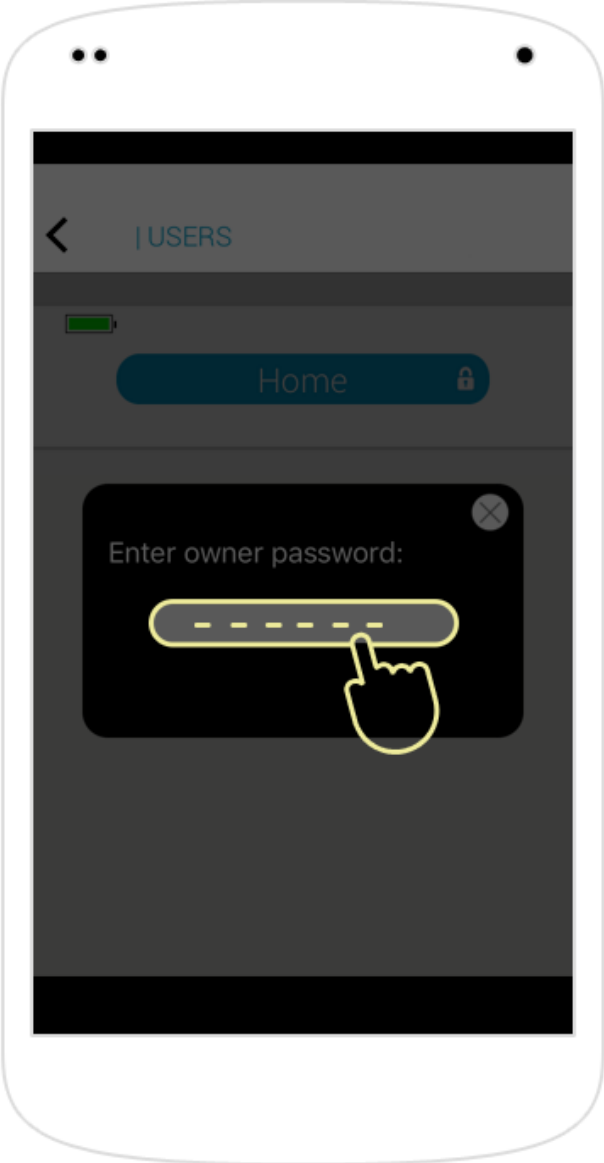 | USERS
Home
Enter owner password:
_ _ _ _ _ _